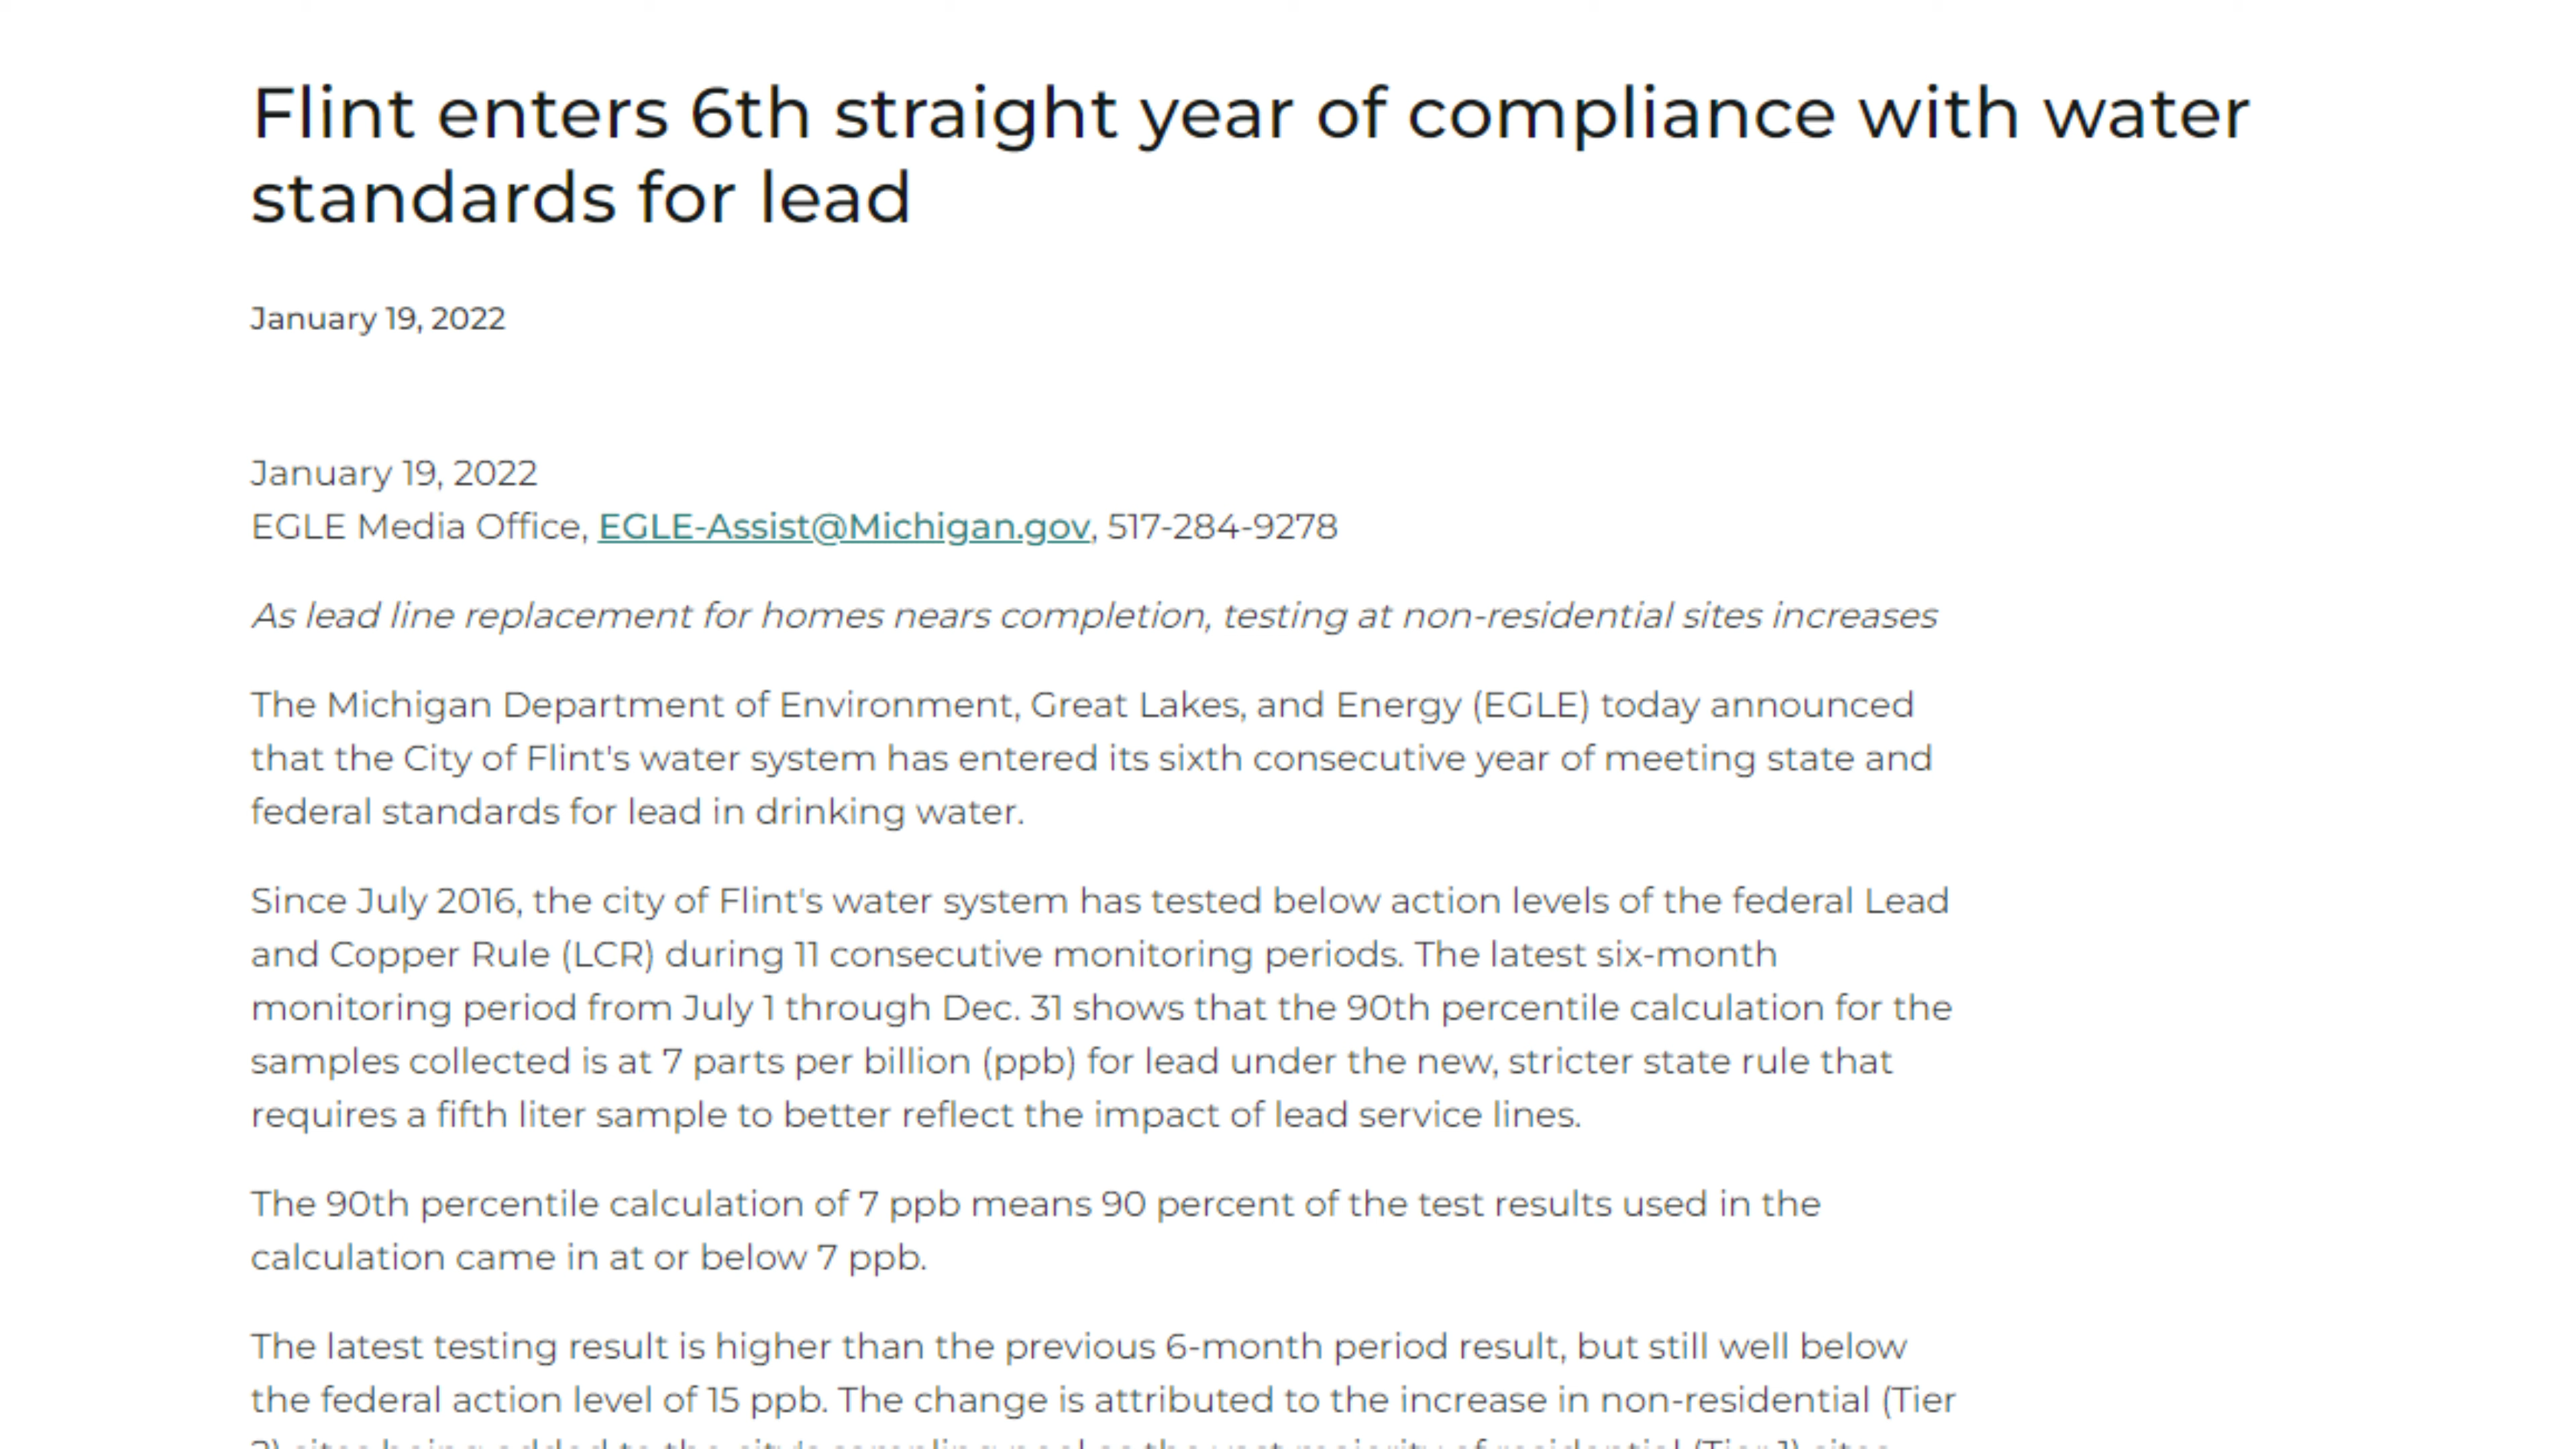 Flint enters 6th straight year of compliance with water
standards for lead
January 19, 2022
January 19, 2022
EGLE Media Office, EGLE-Assist@Michigan.gov, 517-284-9278
As lead line replacement for homes nears completion, testing at non-residential sites increases
The Michigan Department of Environment, Great Lakes, and Energy (EGLE) today announced
that the City of Flint's water system has entered its sixth consecutive year of meeting state and
federal standards for lead in drinking water.
Since July 2016, the city of Flint's water system has tested below action levels of the federal Lead
and Copper Rule (LCR) during 11 consecutive monitoring periods. The latest six-month
monitoring period from July 1 through Dec. 31 shows that the 90th percentile calculation for the
samples collected is at 7 parts per billion (ppb) for lead under the new, stricter state rule that
requires a fifth liter sample to better reflect the impact of lead service lines.
The 90th percentile calculation of 7 ppb means 90 percent of the test results used in the
calculation came in at or below 7 ppb.
The latest testing result is higher than the previous 6-month period result, but still well below
the federal action level of 15 ppb. The change is attributed to the increase in non-residential (Tier